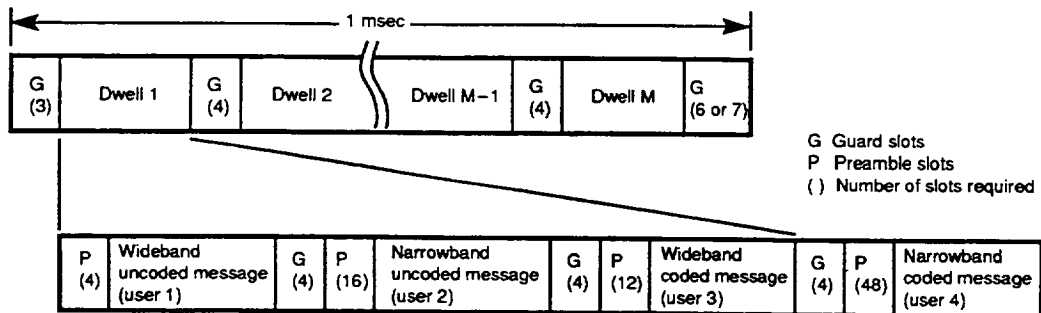 1 msec
G
(3)
Dwell 1
G
(4)
Dwell 2
Dwell M−1
G
(4)
Dwell M
G
(6 or 7)
G Guard slots
P Preamble slots
( ) Number of slots required
P
(4)
Wideband
uncoded message
(user 1)
G
(4)
P
(16)
Narrowband
uncoded message
(user 2)
G
(4)
P
(12)
Wideband
coded message
(user 3)
G
(4)
P
(48)
Narrowband
coded message
(user 4)